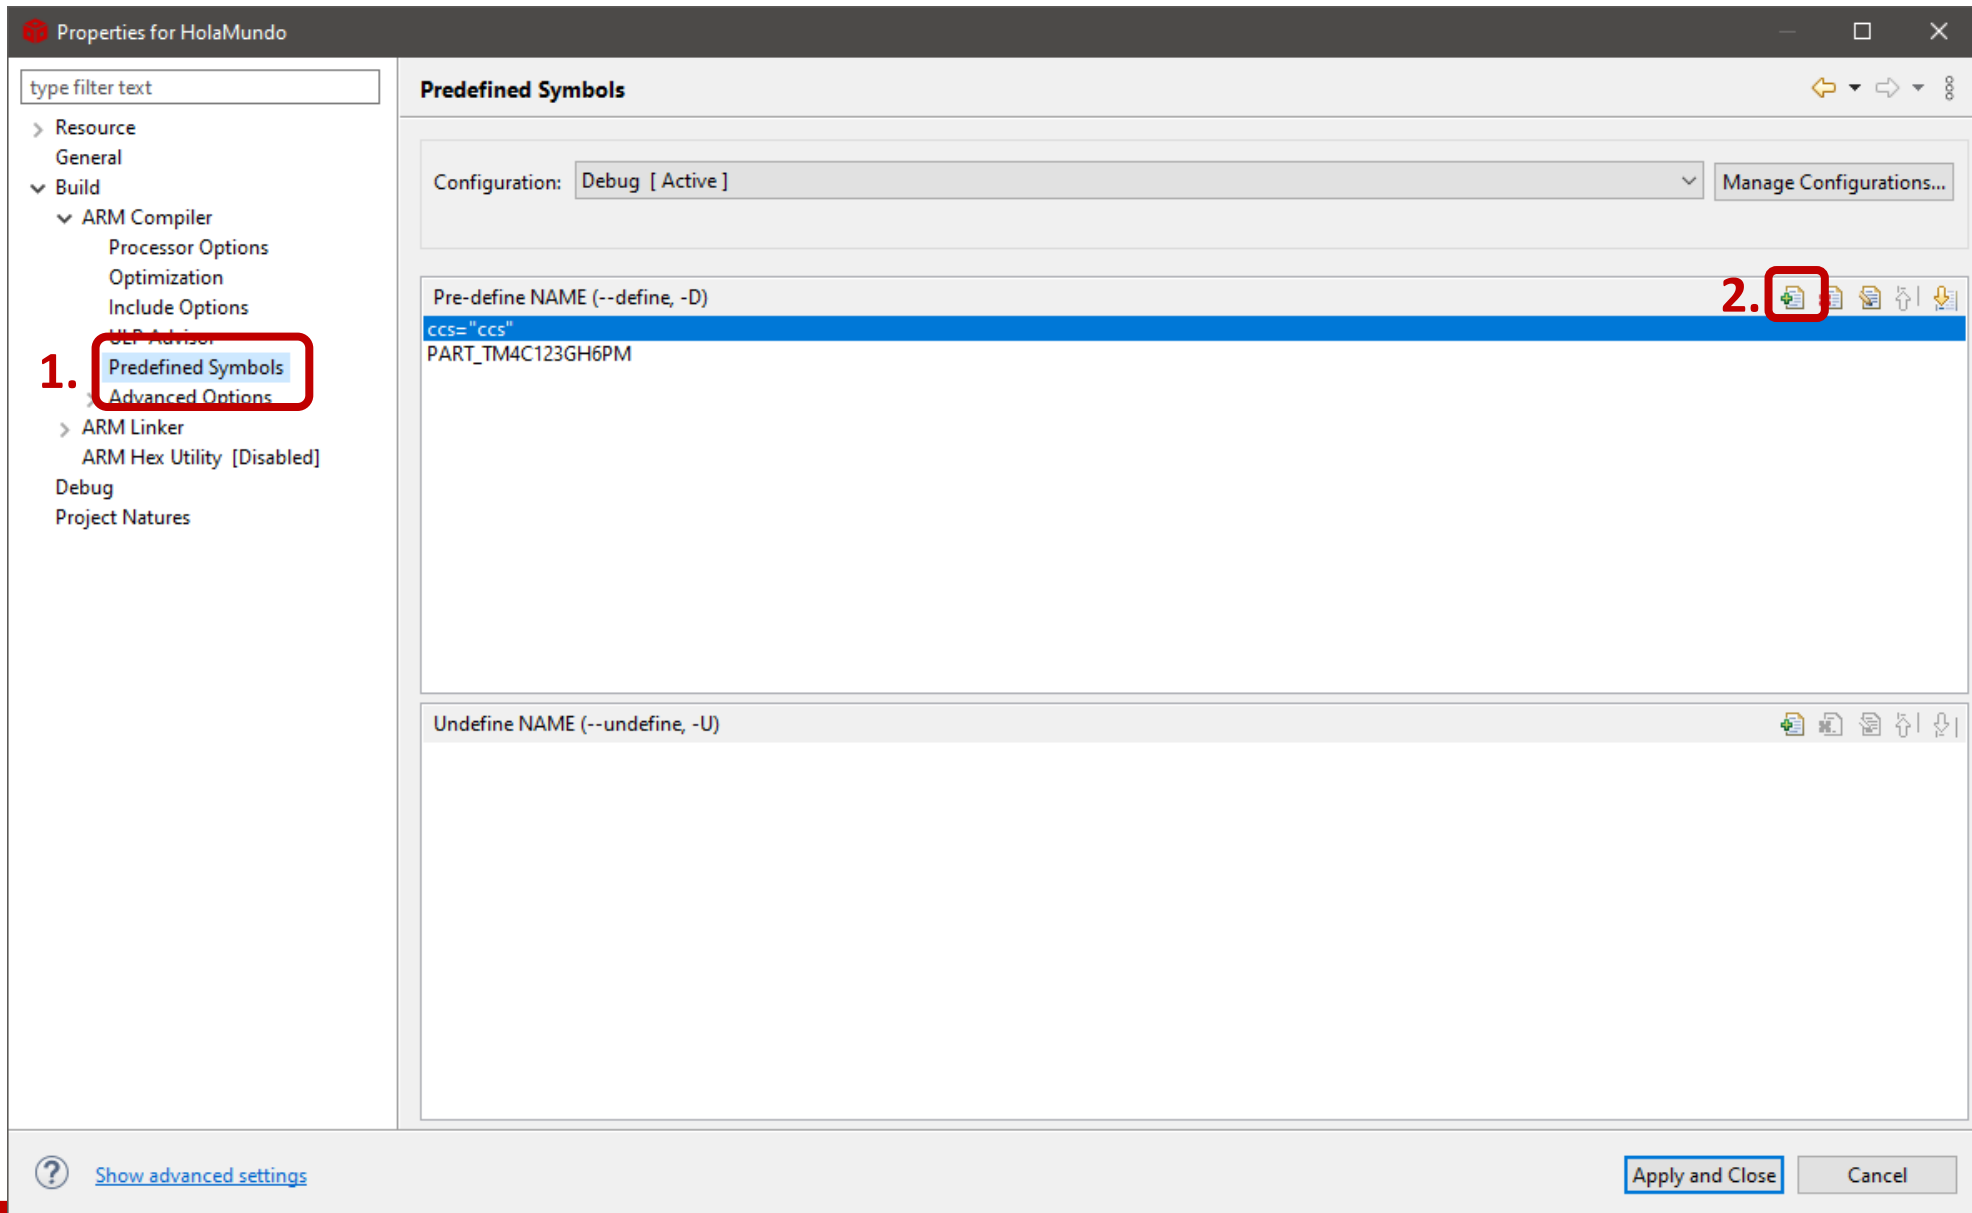 Properties for HolaMundo
type filter text
Resource
General
Build
ARM Compiler
Processor Options
Optimization
Include Options
ULP Advisor
1.
Predefined Symbols
Advanced Options
ARM Linker
ARM Hex Utility [Disabled]
Debug
Project Natures
Predefined Symbols
Configuration: Debug [ Active ] Manage Configurations...
Pre-define NAME (--define, -D) 2.
ccs="ccs"
PART_TM4C123GH6PM
Undefine NAME (--undefine, -U)
? Show advanced settings
Apply and Close Cancel